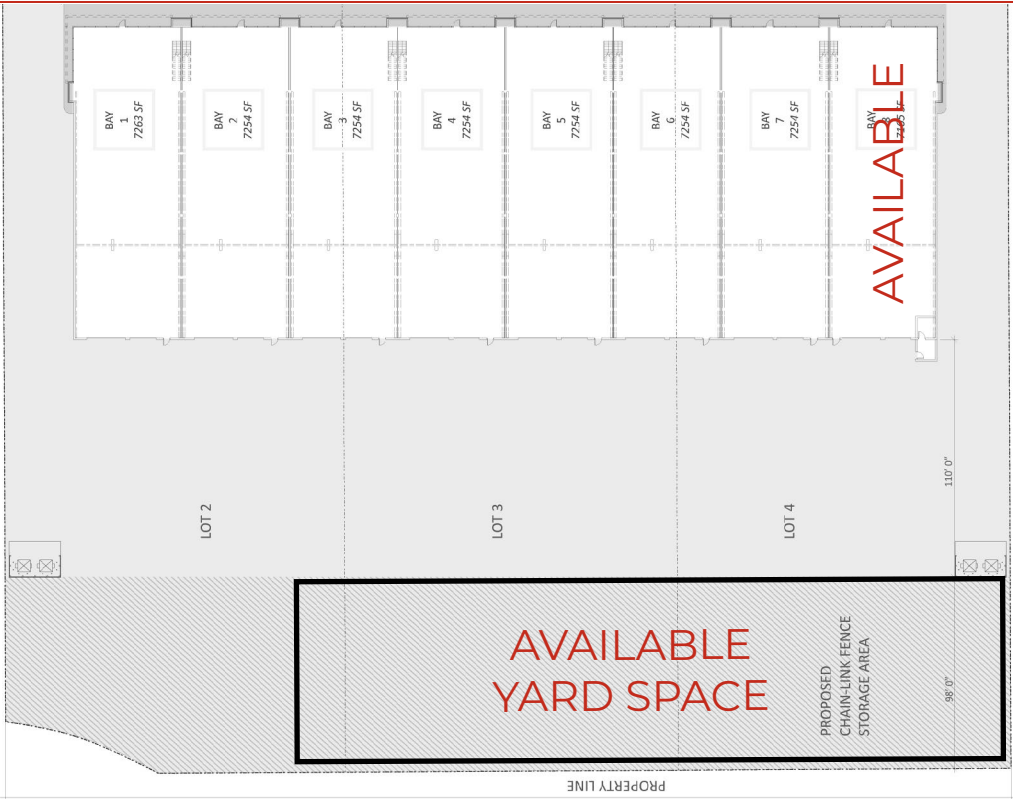 BAY
1
7263 SF
BAY
2
7254 SF
BAY
3
7254 SF
BAY
4
7254 SF
BAY
5
7254 SF
BAY
6
7254 SF
BAY
7
7254 SF
BAY
8
SF
AVAILABLE
LOT 2
LOT 3
LOT 4
110' 0"
AVAILABLE
YARD SPACE
PROPOSED
CHAIN-LINK FENCE
STORAGE AREA
98' 0"
PROPERTY LINE